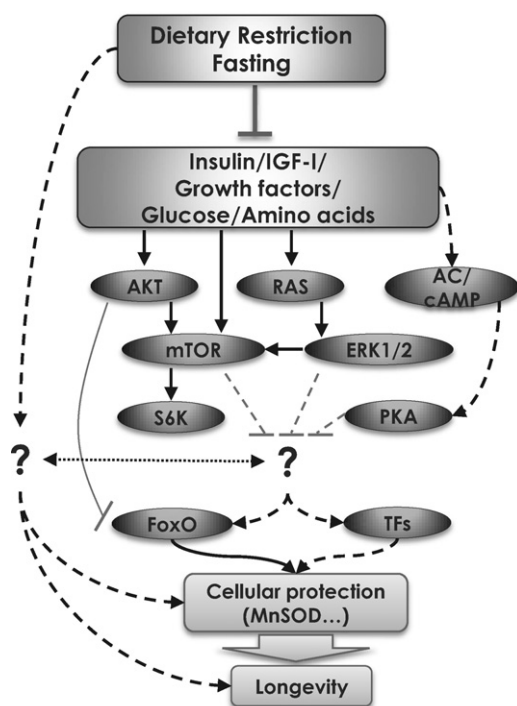 Dietary Restriction
Fasting
Insulin/IGF-I/
Growth factors/
Glucose/Amino acids
AKT
RAS
AC/
cAMP
mTOR
ERK1/2
S6K
PKA
?
?
FoxO
TFs
Cellular protection
(MnSOD...)
Longevity